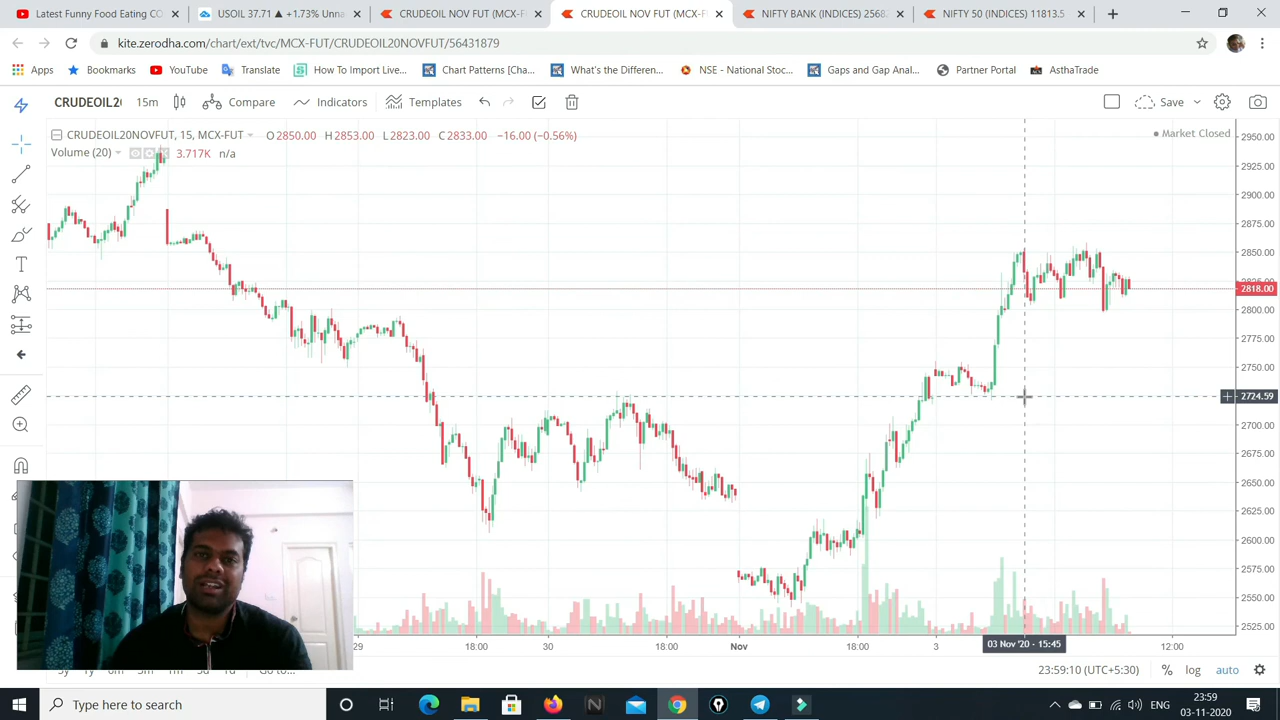 Latest Funny Food Eating CO
USOIL 37.71 ▲ +1.73% Unna
CRUDEOIL NOV FUT (MCX-F
CRUDEOIL NOV FUT (MCX-F
NIFTY BANK (INDICES) 2568
NIFTY 50 (INDICES) 11813.5
kite.zerodha.com/chart/ext/tvc/MCX-FUT/CRUDEOIL20NOVFUT/56431879
Apps
Bookmarks
YouTube
Translate
How To Import Live...
Chart Patterns [Cha...
What's the Differen...
NSE - National Stoc...
Gaps and Gap Anal...
Partner Portal
AsthaTrade
CRUDEOIL20
15m
Compare
Indicators
Templates
Save
CRUDEOIL20NOVFUT, 15, MCX-FUT
O 2850.00 H 2853.00 L 2823.00 C 2833.00 −16.00 (−0.56%)
Market Closed
Volume (20)
3.717K n/a
2950.00
2925.00
2900.00
2875.00
2850.00
2818.00
2800.00
2775.00
2750.00
2724.59
2700.00
2675.00
2650.00
2625.00
2600.00
2575.00
2550.00
2525.00
29
18:00
30
18:00
Nov
18:00
3
03 Nov '20 - 15:45
12:00
23:59:10 (UTC+5:30)
%
log
auto
Type here to search
ENG
23:59
03-11-2020